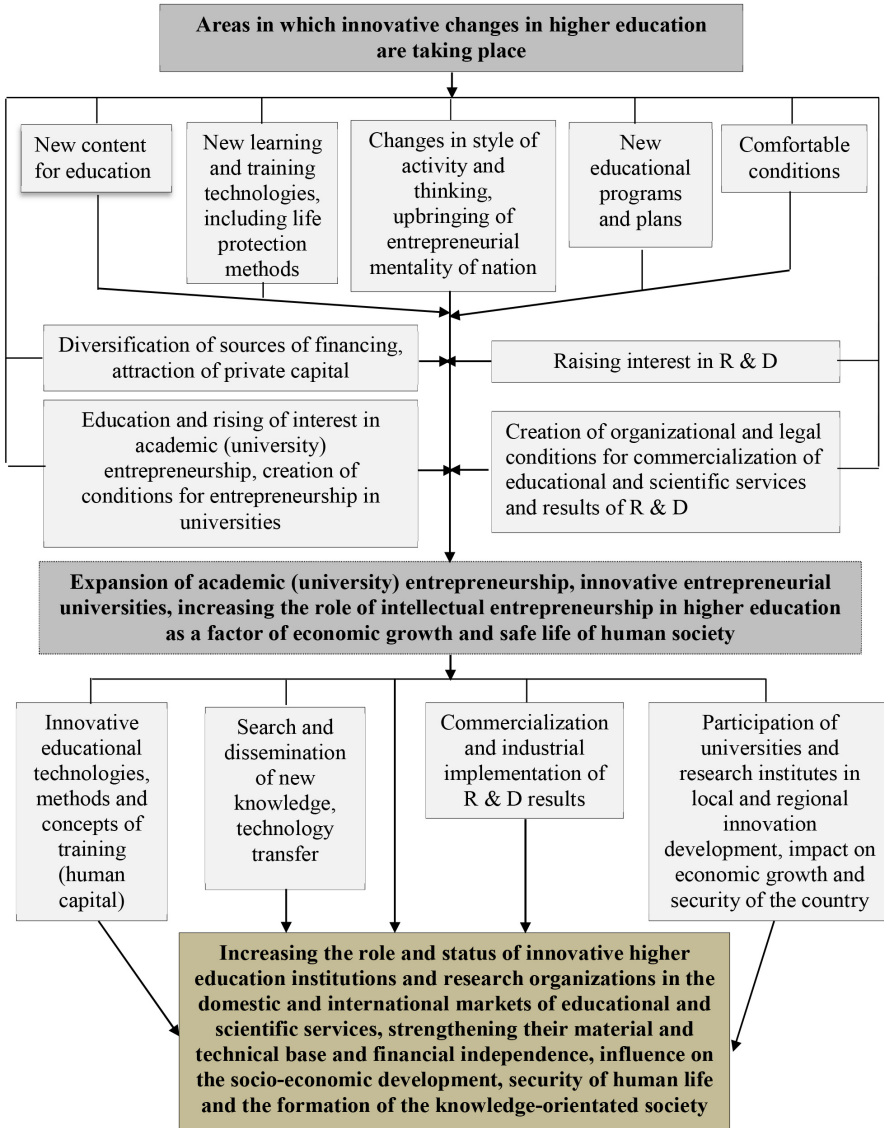 Areas in which innovative changes in higher education
are taking place
New content
for education
New learning
and training
technologies,
including life
protection
methods
Changes in style of
activity and
thinking,
upbringing of
entrepreneurial
mentality of nation
New
educational
programs
and plans
Comfortable
conditions
Diversification of sources of financing,
attraction of private capital
Raising interest in R & D
Education and rising of interest in
academic (university)
entrepreneurship, creation of
conditions for entrepreneurship in
universities
Creation of organizational and legal
conditions for commercialization of
educational and scientific services
and results of R & D
Expansion of academic (university) entrepreneurship, innovative entrepreneurial
universities, increasing the role of intellectual entrepreneurship in higher education
as a factor of economic growth and safe life of human society
Innovative
educational
technologies,
methods and
concepts of
training
(human
capital)
Search and
dissemination
of new
knowledge,
technology
transfer
Commercialization
and industrial
implementation of
R & D results
Participation of
universities and
research institutes in
local and regional
innovation
development, impact on
economic growth and
security of the country
Increasing the role and status of innovative higher
education institutions and research organizations in the
domestic and international markets of educational and
scientific services, strengthening their material and
technical base and financial independence, influence on
the socio-economic development, security of human life
and the formation of the knowledge-orientated society